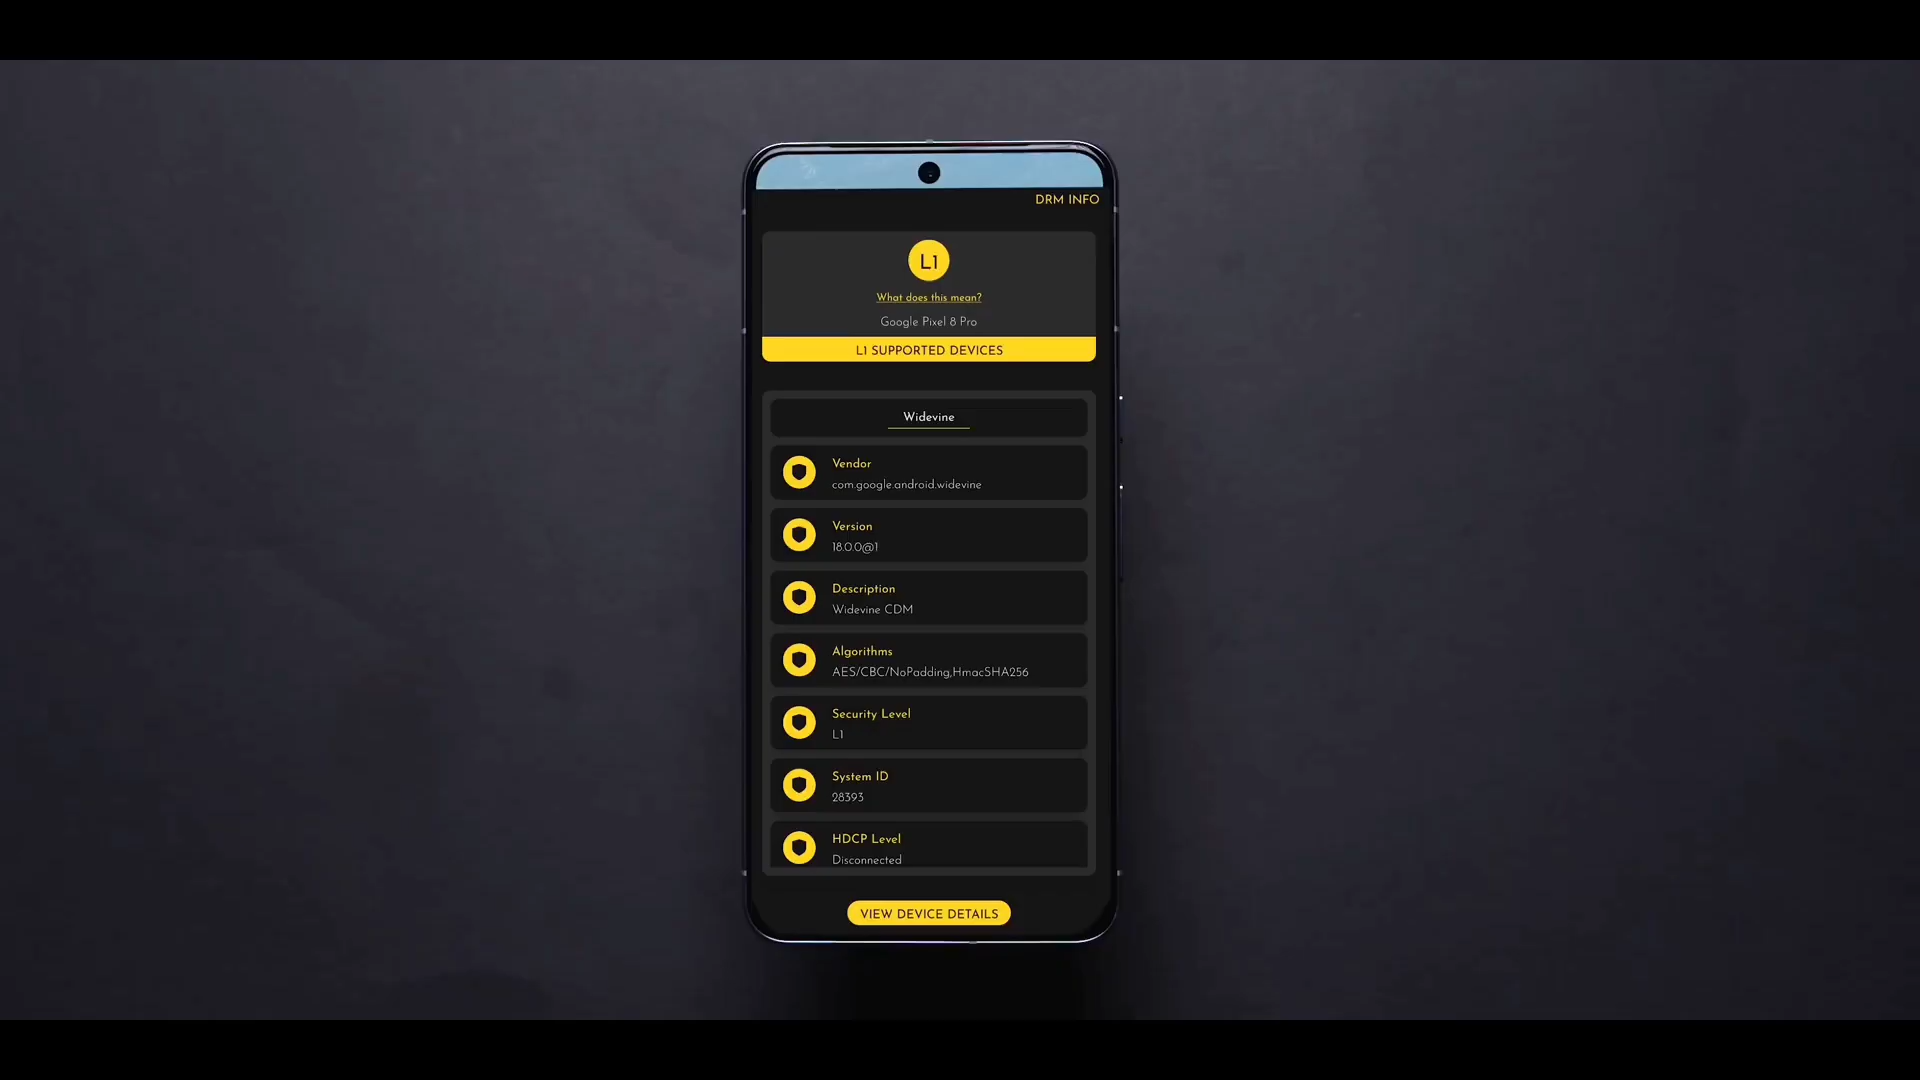 DRM INFO
L1
What does this mean?
Google Pixel 8 Pro
L1 SUPPORTED DEVICES
Widevine
Vendor
com.google.android.widevine
Version
18.0.0@1
Description
Widevine CDM
Algorithms
AES/CBC/NoPadding,HmacSHA256
Security Level
L1
System ID
28393
HDCP Level
Disconnected
VIEW DEVICE DETAILS